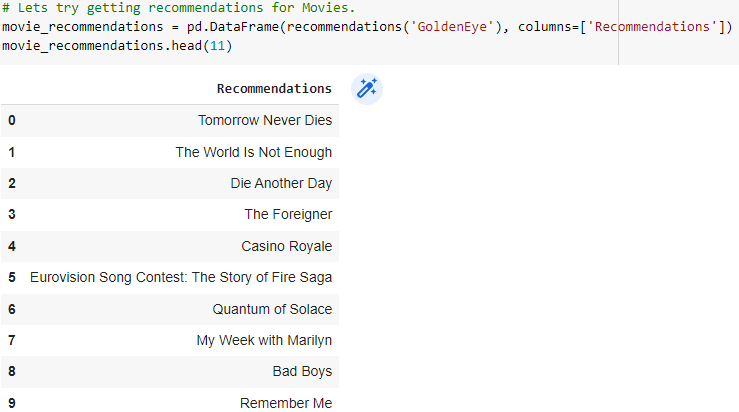 # Lets try getting recommendations for Movies.
movie_recommendations = pd.DataFrame(recommendations('GoldenEye'), columns=['Recommendations'])
movie_recommendations.head(11)
Recommendations
0 Tomorrow Never Dies
1 The World Is Not Enough
2 Die Another Day
3 The Foreigner
4 Casino Royale
5 Eurovision Song Contest: The Story of Fire Saga
6 Quantum of Solace
7 My Week with Marilyn
8 Bad Boys
9 Remember Me